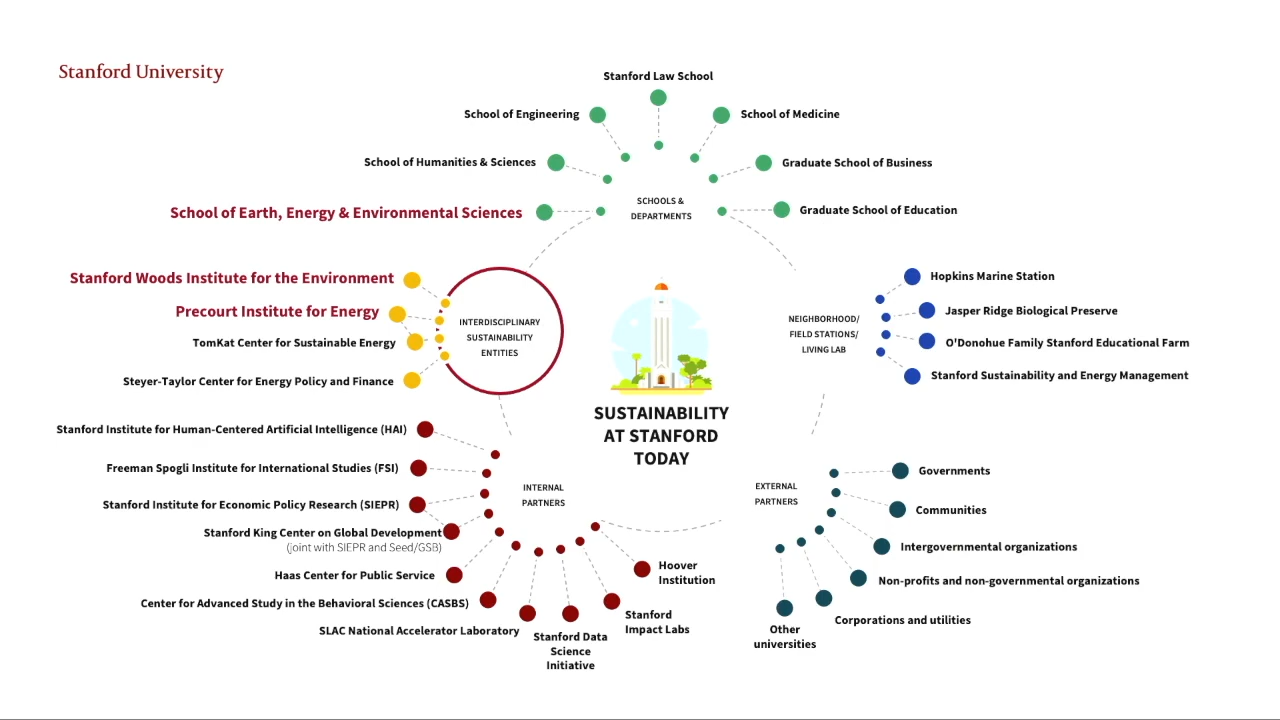 Stanford University
Stanford Law School
School of Engineering
School of Medicine
School of Humanities & Sciences
Graduate School of Business
School of Earth, Energy & Environmental Sciences
Graduate School of Education
SCHOOLS &
DEPARTMENTS
Stanford Woods Institute for the Environment
Precourt Institute for Energy
TomKat Center for Sustainable Energy
Steyer-Taylor Center for Energy Policy and Finance
INTERDISCIPLINARY
SUSTAINABILITY
ENTITIES
NEIGHBORHOOD/
FIELD STATIONS/
LIVING LAB
Hopkins Marine Station
Jasper Ridge Biological Preserve
O'Donohue Family Stanford Educational Farm
Stanford Sustainability and Energy Management
SUSTAINABILITY
AT STANFORD
TODAY
Stanford Institute for Human-Centered Artificial Intelligence (HAI)
Freeman Spogli Institute for International Studies (FSI)
Stanford Institute for Economic Policy Research (SIEPR)
Stanford King Center on Global Development
(joint with SIEPR and Seed/GSB)
Haas Center for Public Service
Center for Advanced Study in the Behavioral Sciences (CASBS)
SLAC National Accelerator Laboratory
Stanford Data
Science
Initiative
Stanford
Impact Labs
Hoover
Institution
INTERNAL
PARTNERS
EXTERNAL
PARTNERS
Governments
Communities
Intergovernmental organizations
Non-profits and non-governmental organizations
Corporations and utilities
Other
universities